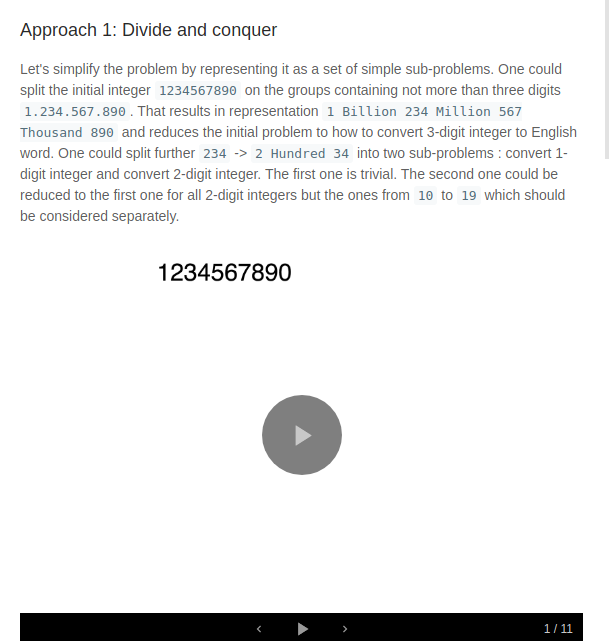 Approach 1: Divide and conquer
Let's simplify the problem by representing it as a set of simple sub-problems. One could
split the initial integer 1234567890 on the groups containing not more than three digits
1.234.567.890 . That results in representation 1 Billion 234 Million 567
Thousand 890 and reduces the initial problem to how to convert 3-digit integer to English
word. One could split further 234 -> 2 Hundred 34 into two sub-problems : convert 1-
digit integer and convert 2-digit integer. The first one is trivial. The second one could be
reduced to the first one for all 2-digit integers but the ones from 10 to 19 which should
be considered separately.
1234567890
1 / 11